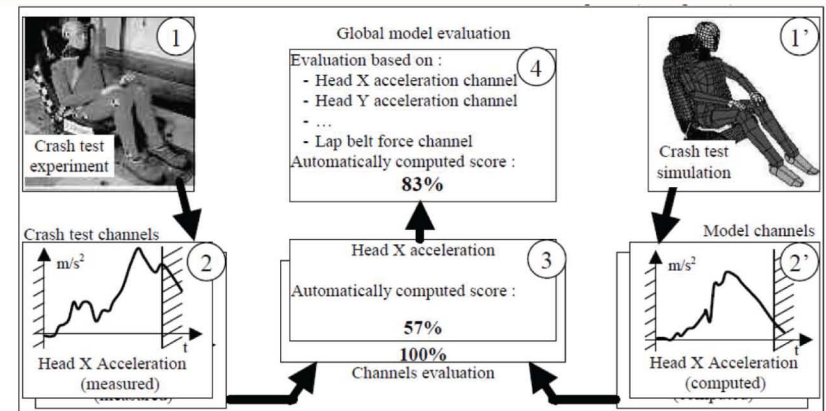 1
Crash test
experiment
Global model evaluation
4
Evaluation based on :
- Head X acceleration channel
- Head Y acceleration channel
- ...
- Lap belt force channel
Automatically computed score :
83%
1'
Crash test
simulation
Crash test channels
2
m/s²
t
Head X Acceleration
(measured)
(measured)
Head X acceleration
3
Automatically computed score :
57%
100%
Channels evaluation
Model channels
2'
m/s²
t
Head X Acceleration
(computed)
(computed)